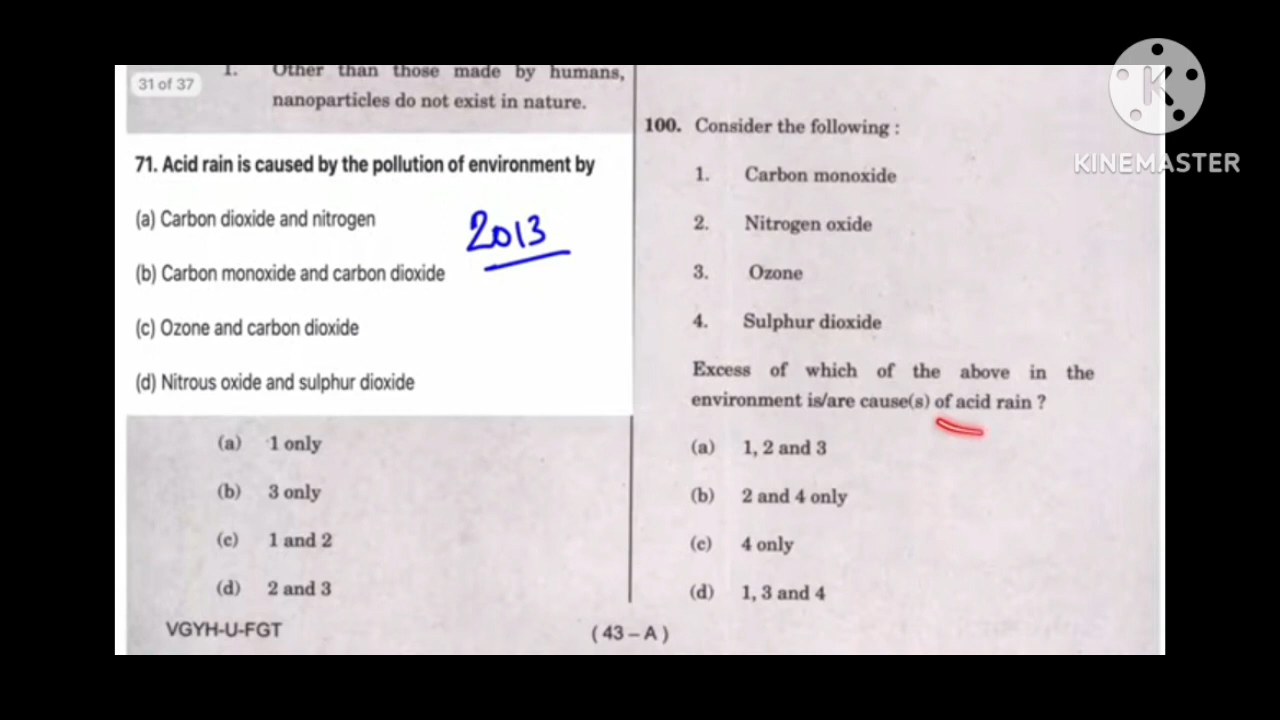 31 of 37
1. Other than those made by humans,
nanoparticles do not exist in nature.
71. Acid rain is caused by the pollution of environment by
(a) Carbon dioxide and nitrogen
2013
(b) Carbon monoxide and carbon dioxide
(c) Ozone and carbon dioxide
(d) Nitrous oxide and sulphur dioxide
(a) 1 only
(b) 3 only
(c) 1 and 2
(d) 2 and 3
VGYH-U-FGT
( 43 – A )
100. Consider the following :
1. Carbon monoxide
2. Nitrogen oxide
3. Ozone
4. Sulphur dioxide
Excess of which of the above in the
environment is/are cause(s) of acid rain ?
(a) 1, 2 and 3
(b) 2 and 4 only
(c) 4 only
(d) 1, 3 and 4
K
KINEMASTER